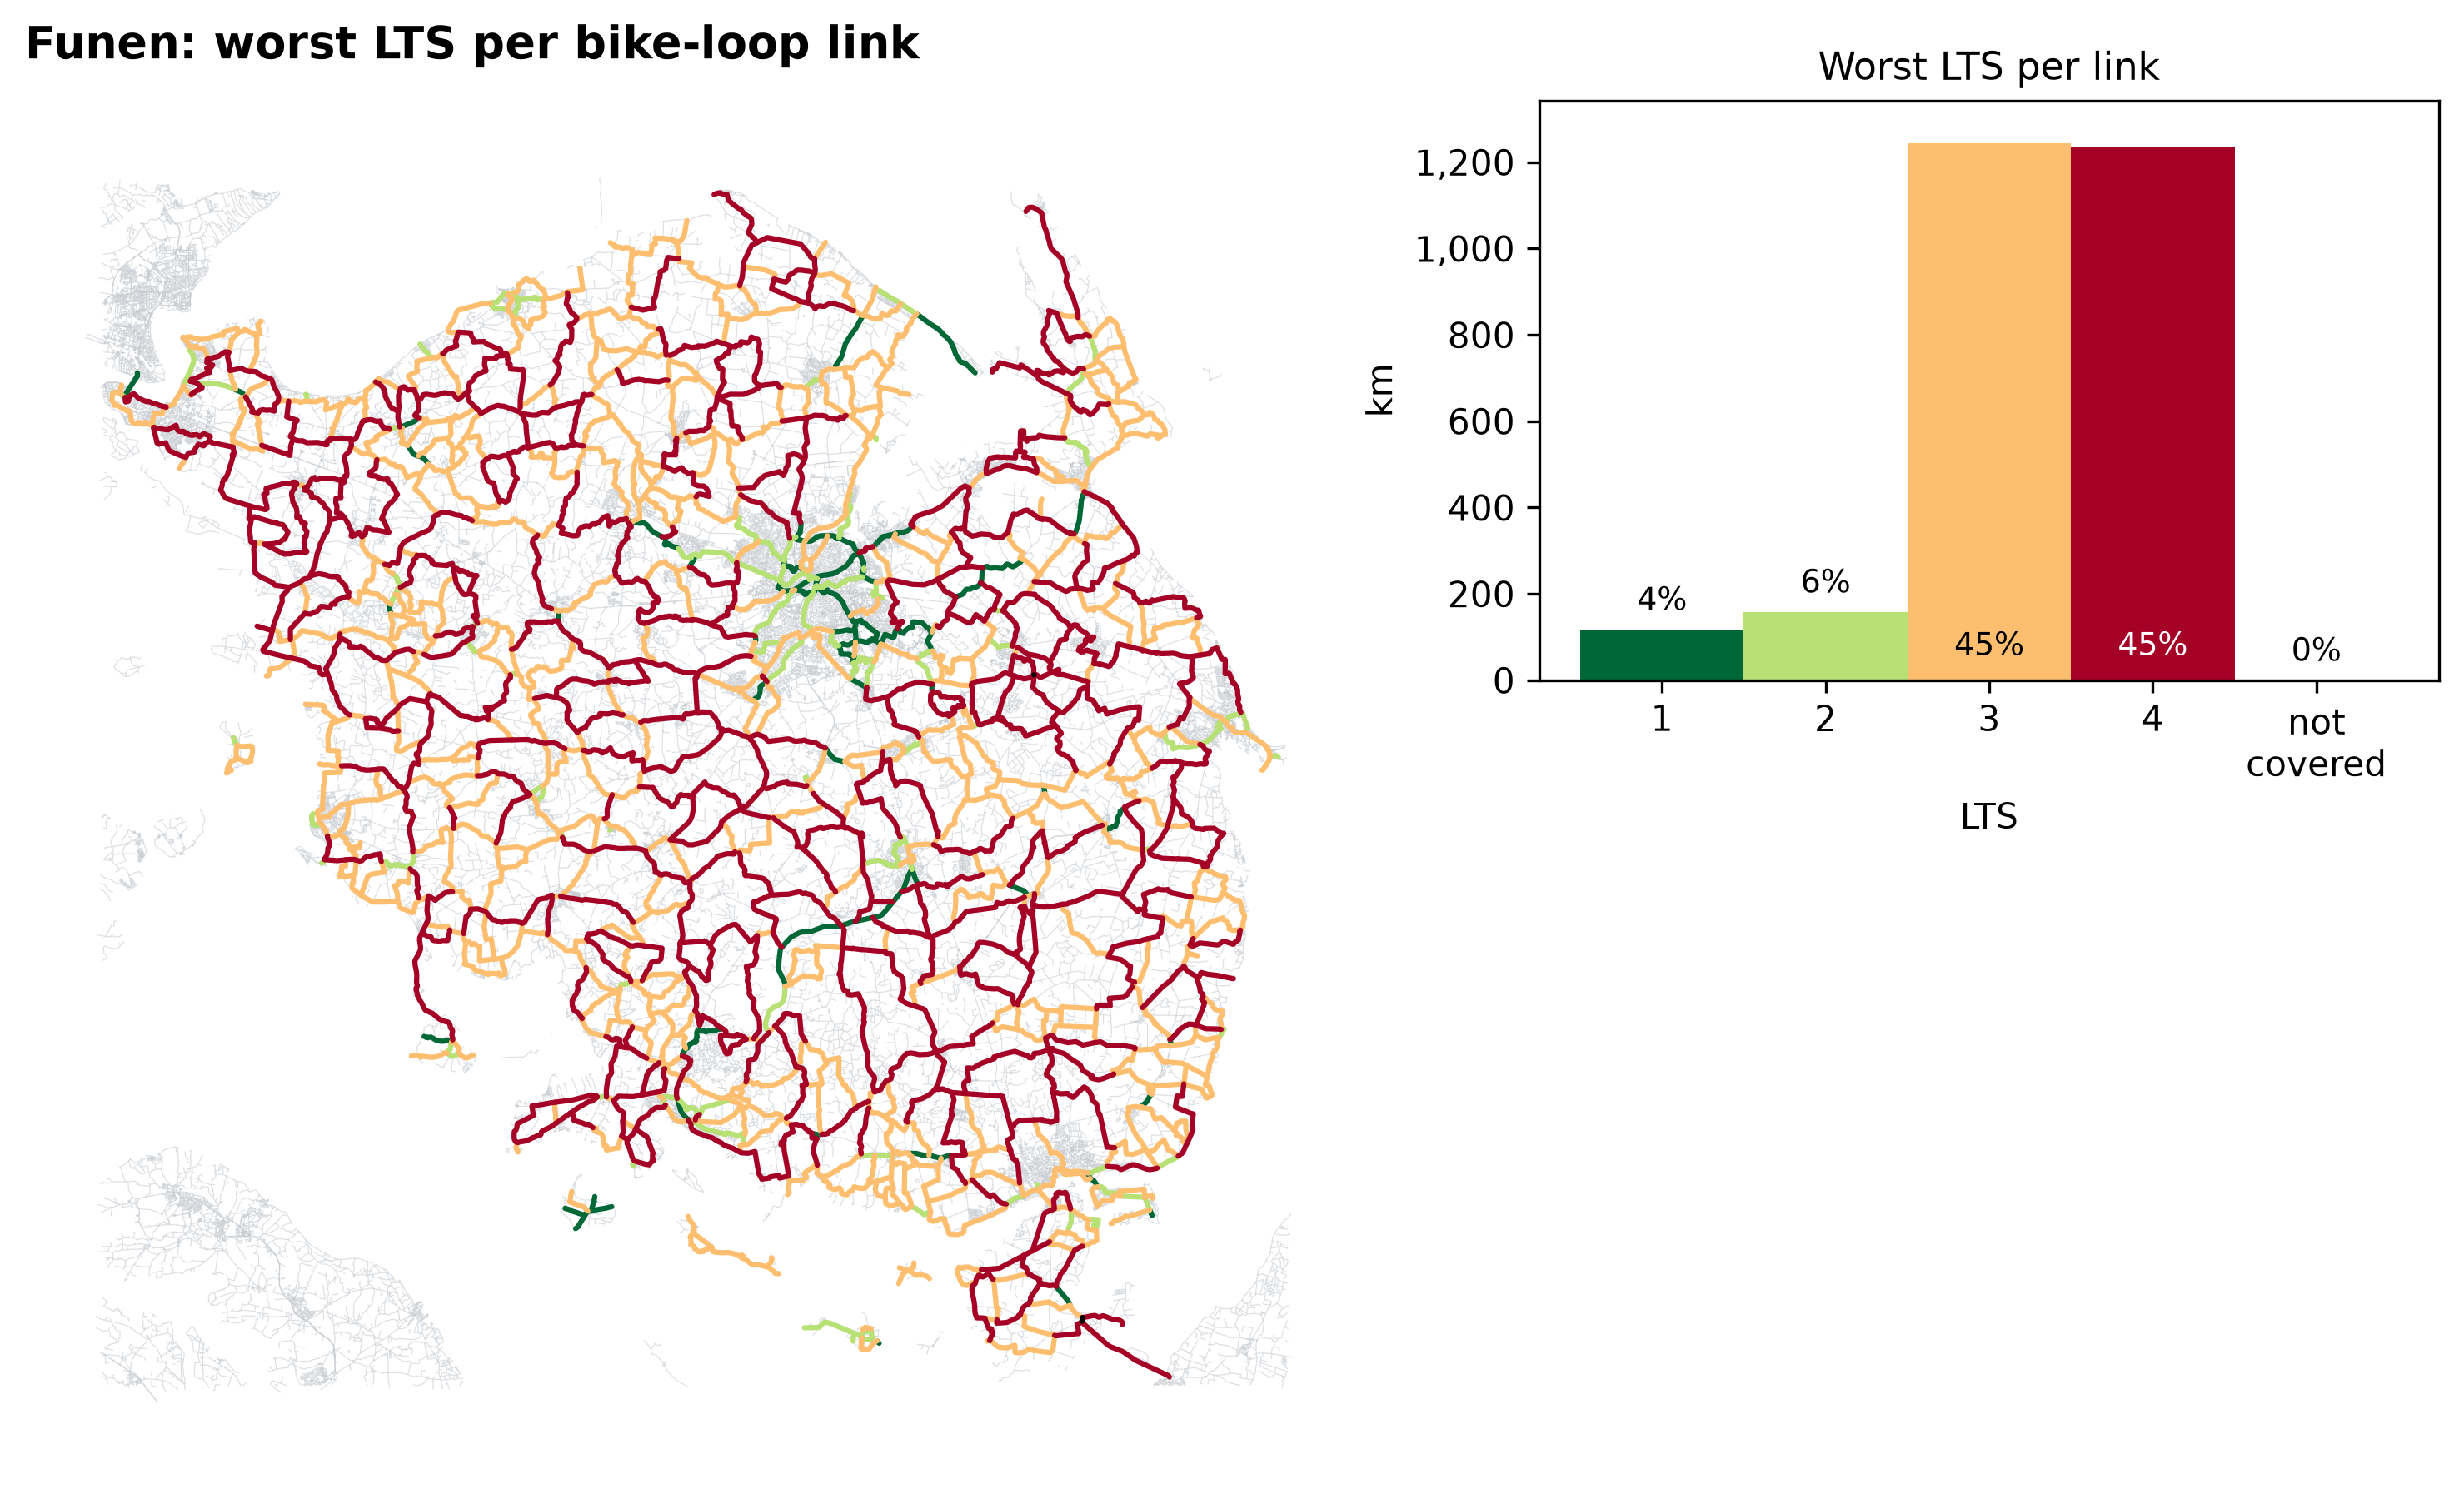 Funen: worst LTS per bike-loop link
Worst LTS per link
1,200
1,000
800
600
400
200
0
km
4%
6%
45%
45%
0%
1
2
3
4
not
covered
LTS